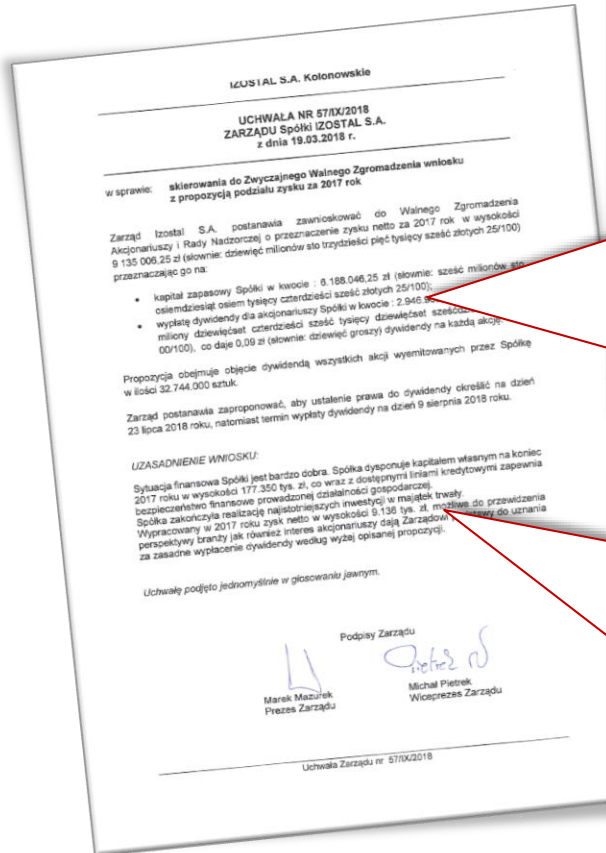 IZOSTAL S.A. Kolonowskie
UCHWAŁA NR 57/IX/2018
ZARZĄDU Spółki IZOSTAL S.A.
z dnia 19.03.2018 r.
w sprawie: skierowania do Zwyczajnego Walnego Zgromadzenia wniosku
z propozycją podziału zysku za 2017 rok
Zarząd Izostal S.A. postanawia zawnioskować do Walnego Zgromadzenia
Akcjonariuszy i Rady Nadzorczej o przeznaczenie zysku netto za 2017 rok w wysokości
9 135 006,25 zł (słownie: dziewięć milionów sto trzydzieści pięć tysięcy sześć złotych 25/100)
przeznaczając go na:
• kapitał zapasowy Spółki w kwocie : 6.188.046,25 zł (słownie: sześć milionów sto
osiemdziesiąt osiem tysięcy czterdzieści sześć złotych 25/100);
• wypłatę dywidendy dla akcjonariuszy Spółki w kwocie : 2.946.9
miliony dziewięćset czterdzieści sześć tysięcy dziewięćset
00/100), co daje 0,09 zł (słownie: dziewięć groszy) dywidendy na każdą akcję.
Propozycja obejmuje objęcie dywidendą wszystkich akcji wyemitowanych przez Spółkę
w ilości 32.744.000 sztuk.
Zarząd postanawia zaproponować, aby ustalenie prawa do dywidendy określić na dzień
23 lipca 2018 roku, natomiast termin wypłaty dywidendy na dzień 9 sierpnia 2018 roku.
UZASADNIENIE WNIOSKU:
Sytuacja finansowa Spółki jest bardzo dobra. Spółka dysponuje kapitałem własnym na koniec
2017 roku w wysokości 177.350 tys. zł, co wraz z dostępnymi liniami kredytowymi zapewnia
bezpieczeństwo finansowe prowadzonej działalności gospodarczej.
Spółka zakończyła realizację najistotniejszych inwestycji w majątek trwały.
Wypracowany w 2017 roku zysk netto w wysokości 9.136 tys. zł, możliwe do przewidzenia
perspektywy branży jak również interes akcjonariuszy dają Zarządowi podstawy do uznania
za zasadne wypłacenie dywidendy według wyżej opisanej propozycji.
Uchwałę podjęto jednomyślnie w głosowaniu jawnym.
Podpisy Zarządu
Marek Mazurek
Prezes Zarządu
Pietrek
Michał Pietrek
Wiceprezes Zarządu
Uchwała Zarządu nr 57/IX/2018